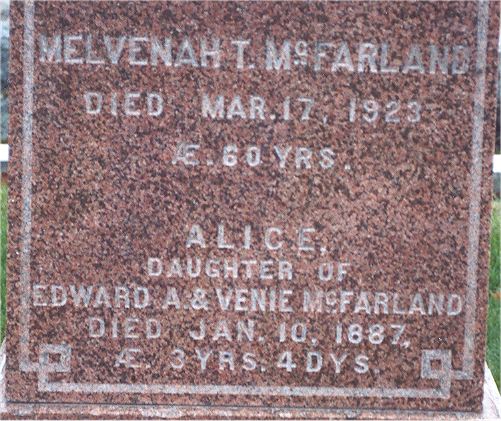 MELVENAH T. McFARLAND
DIED MAR. 17, 1923
Æ. 60 YRS.
ALICE,
DAUGHTER OF
EDWARD A. & VENIE McFARLAND
DIED JAN. 10, 1887,
Æ. 3 YRS. 4 DYS.